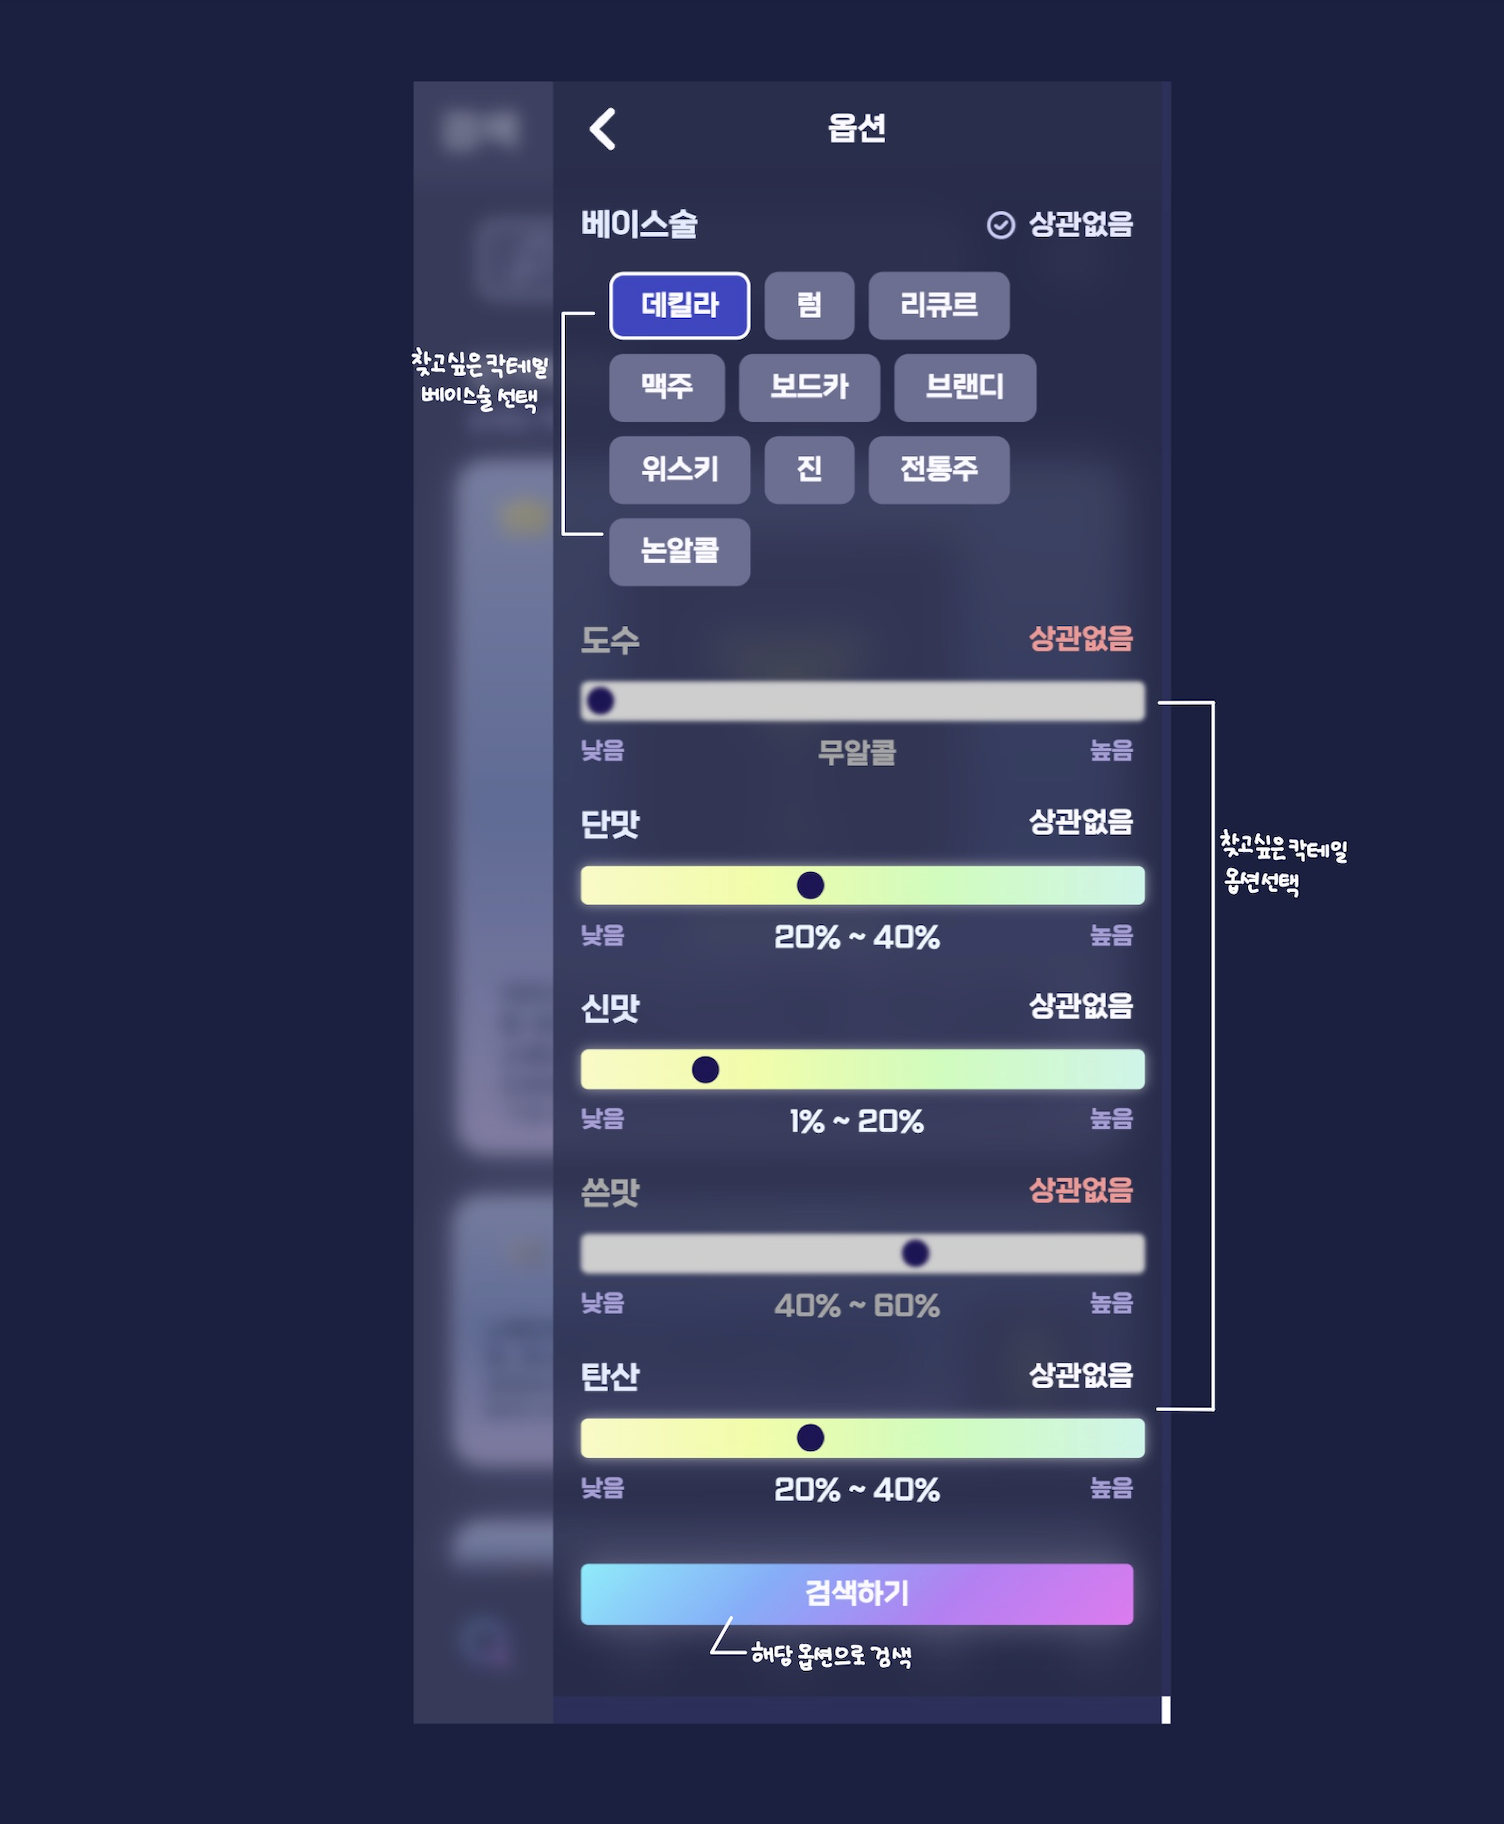 옵션
베이스술
상관없음
데킬라 럼 리큐르
맥주 보드카 브랜디
위스키 진 전통주
논알콜
찾고싶은 칵테일
베이스술 선택
도수 상관없음
낮음 무알콜 높음
단맛 상관없음
낮음 20% ~ 40% 높음
찾고싶은 칵테일
옵션 선택
신맛 상관없음
낮음 1% ~ 20% 높음
쓴맛 상관없음
낮음 40% ~ 60% 높음
탄산 상관없음
낮음 20% ~ 40% 높음
검색하기
해당 옵션으로 검색